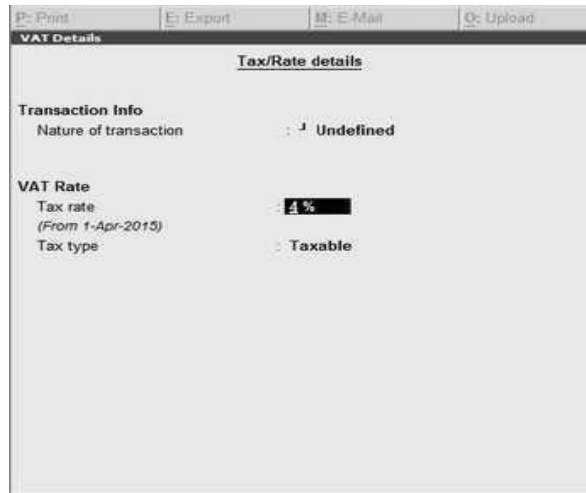 P: Print E: Export M: E-Mail O: Upload
VAT Details
Tax/Rate details
Transaction Info
Nature of transaction : ┘ Undefined
VAT Rate
Tax rate : 4 %
(From 1-Apr-2015)
Tax type : Taxable